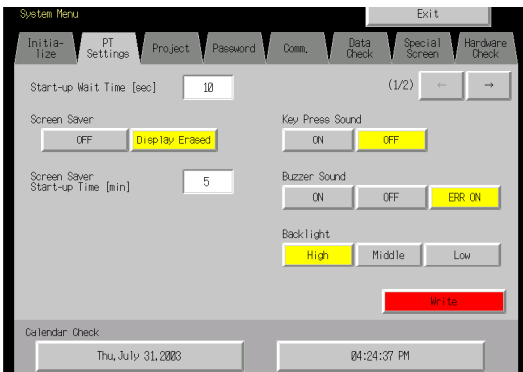 System Menu
Exit
Initia-
lize
PT
Settings
Project
Password
Comm.
Data
Check
Special
Screen
Hardware
Check
Start-up Wait Time [sec]
10
(1/2)
←
→
Screen Saver
OFF
Display Erased
Key Press Sound
ON
OFF
Screen Saver
Start-up Time [min]
5
Buzzer Sound
ON
OFF
ERR ON
Backlight
High
Middle
Low
Write
Calendar Check
Thu,July 31,2003
04:24:37 PM